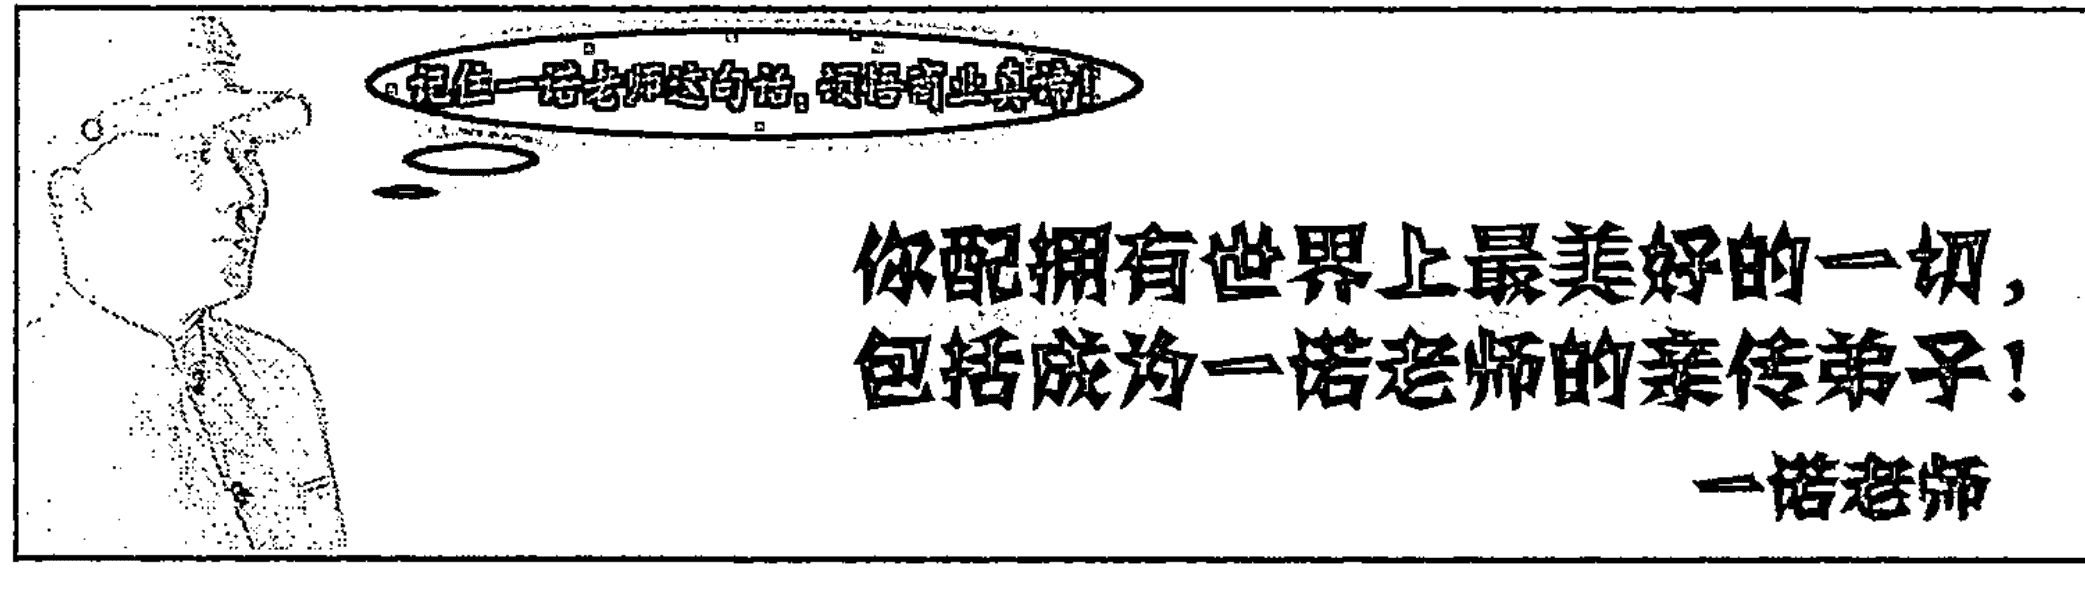 记住一诺老师这句话,领悟商业真谛!
你配拥有世界上最美好的一切,
包括成为一诺老师的亲传弟子!
一诺老师